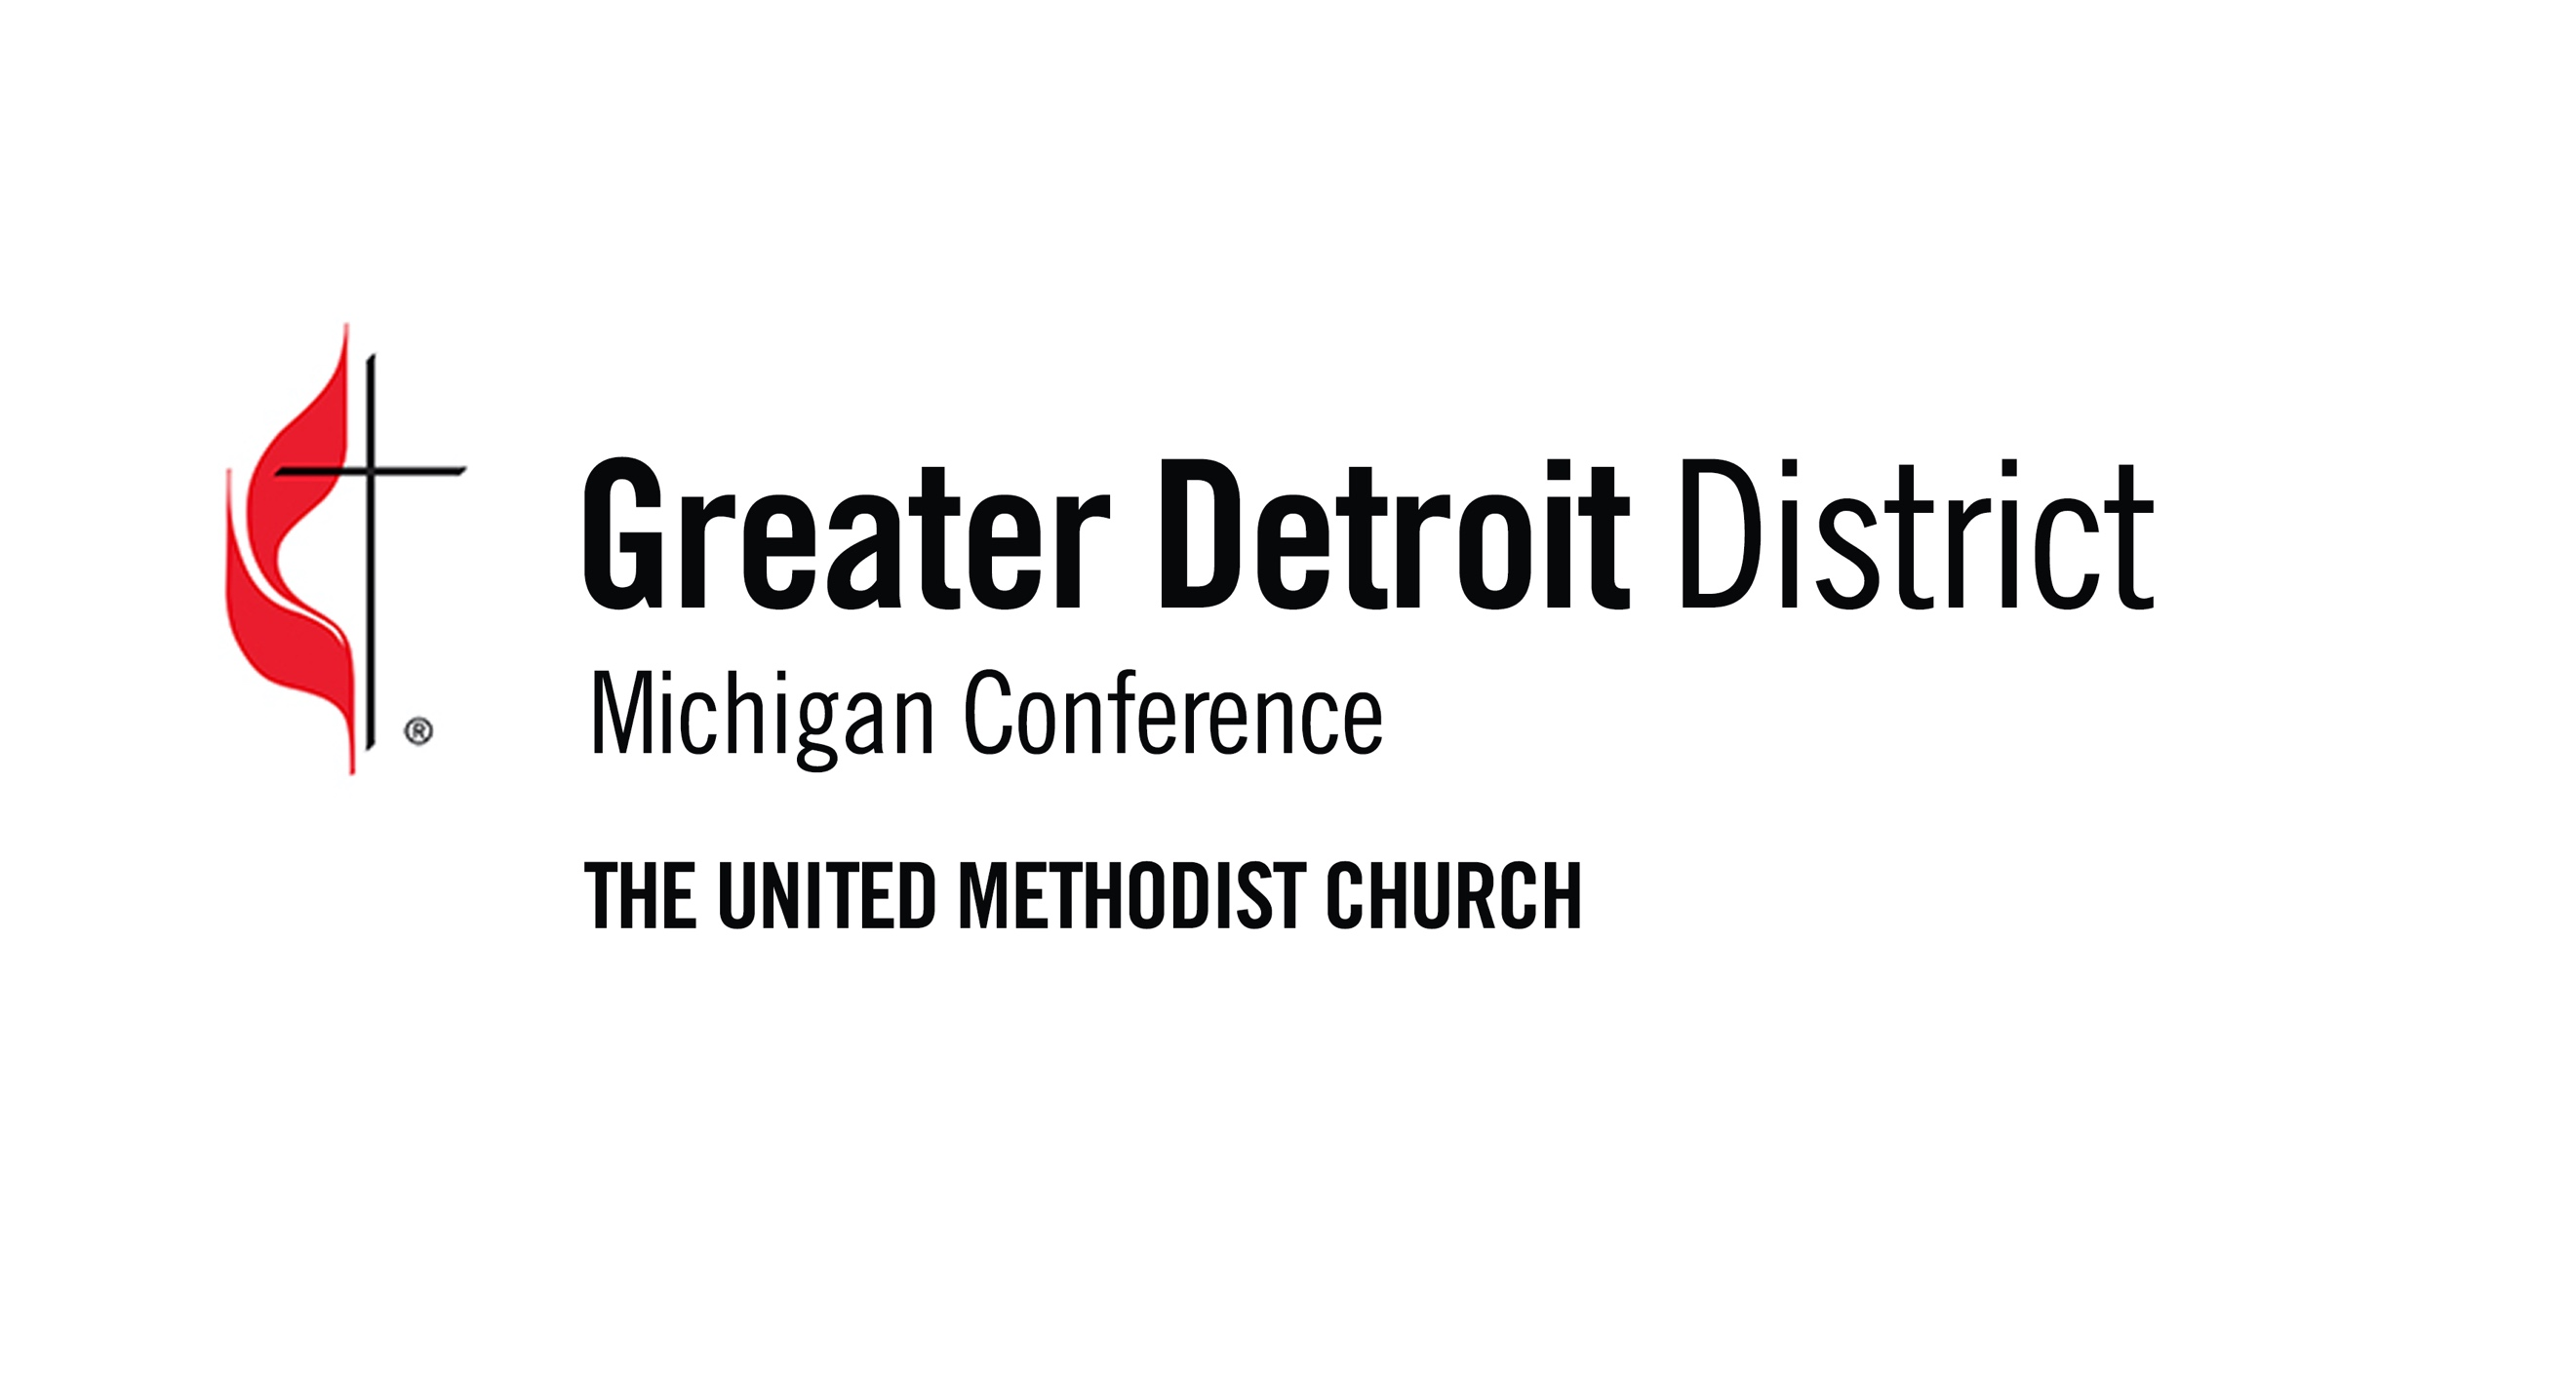 ®
Greater Detroit District
Michigan Conference
THE UNITED METHODIST CHURCH